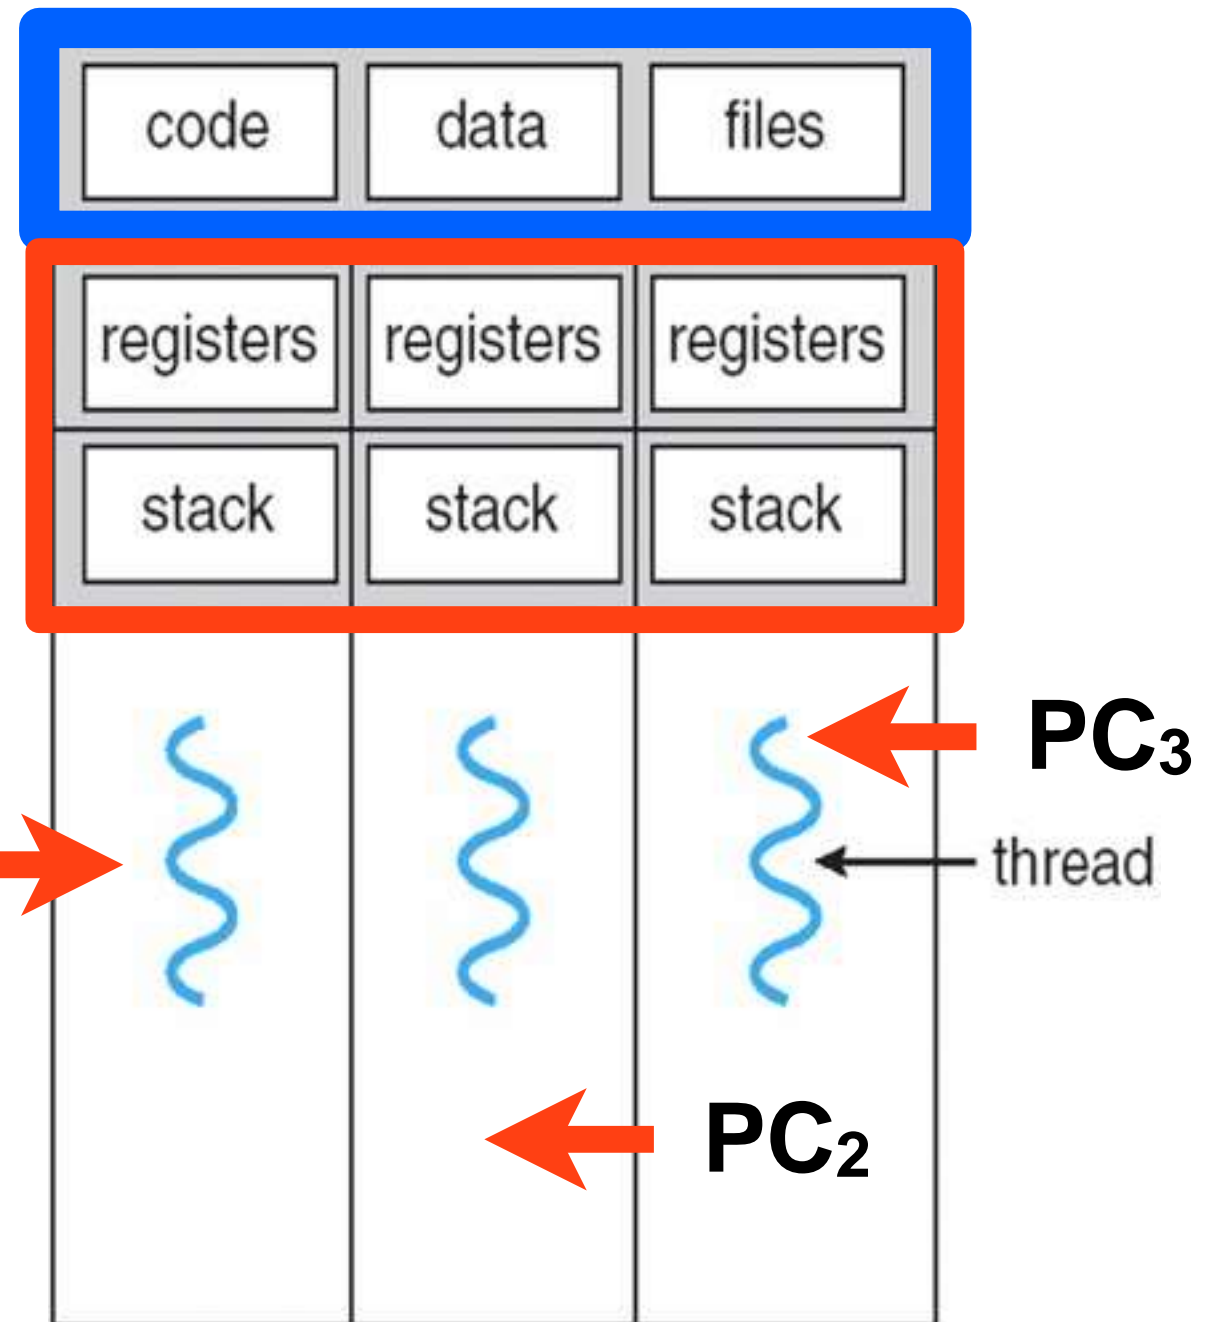 code data files
registers registers registers
stack stack stack
PC3
thread
PC2